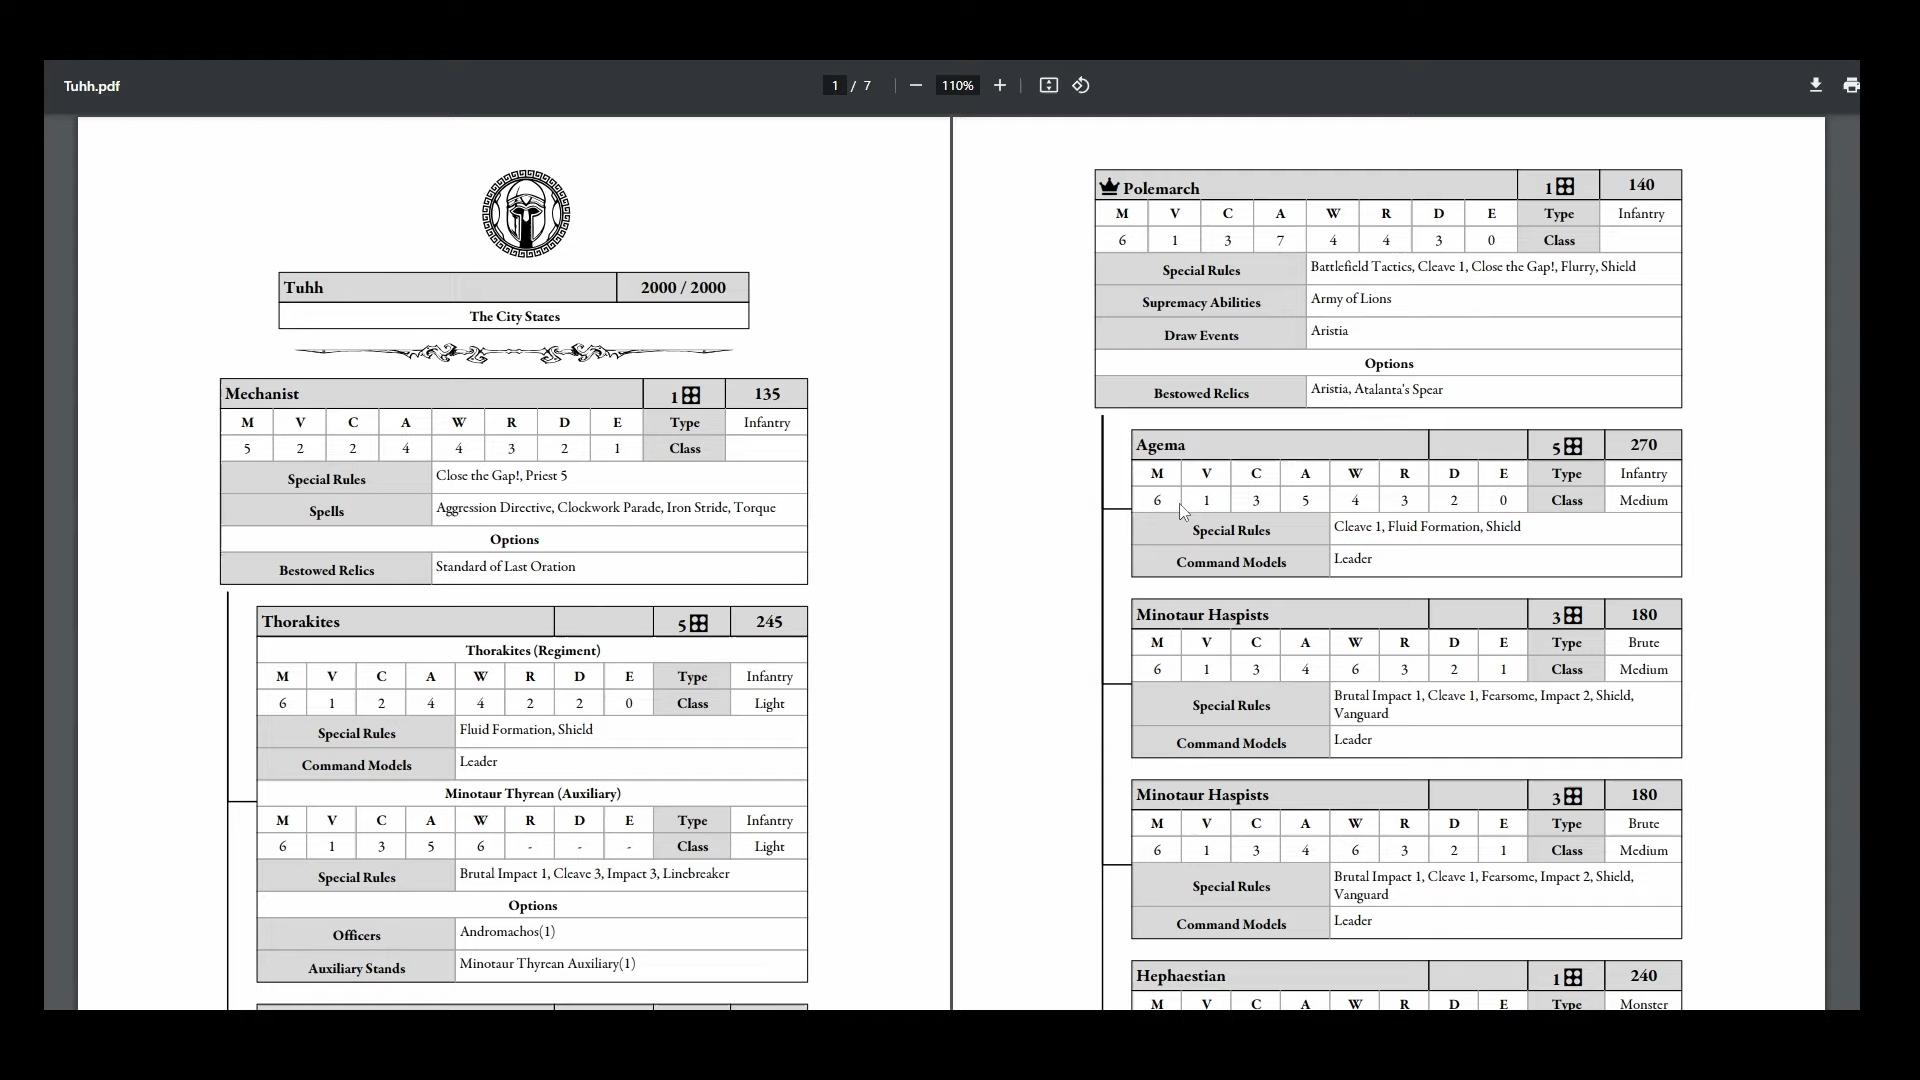 Tuhh.pdf
1 / 7
110%
Tuhh 2000 / 2000
The City States
Mechanist 1 135
M V C A W R D E Type Infantry
5 2 2 4 4 3 2 1 Class
Special Rules Close the Gap!, Priest 5
Spells Aggression Directive, Clockwork Parade, Iron Stride, Torque
Options
Bestowed Relics Standard of Last Oration
Thorakites 5 245
Thorakites (Regiment)
M V C A W R D E Type Infantry
6 1 2 4 4 2 2 0 Class Light
Special Rules Fluid Formation, Shield
Command Models Leader
Minotaur Thyrean (Auxiliary)
M V C A W R D E Type Infantry
6 1 3 5 6 - - - Class Light
Special Rules Brutal Impact 1, Cleave 3, Impact 3, Linebreaker
Options
Officers Andromachos(1)
Auxiliary Stands Minotaur Thyrean Auxiliary(1)
Polemarch 1 140
M V C A W R D E Type Infantry
6 1 3 7 4 4 3 0 Class
Special Rules Battlefield Tactics, Cleave 1, Close the Gap!, Flurry, Shield
Supremacy Abilities Army of Lions
Draw Events Aristia
Options
Bestowed Relics Aristia, Atalanta's Spear
Agema 5 270
M V C A W R D E Type Infantry
6 1 3 5 4 3 2 0 Class Medium
Special Rules Cleave 1, Fluid Formation, Shield
Command Models Leader
Minotaur Haspists 3 180
M V C A W R D E Type Brute
6 1 3 4 6 3 2 1 Class Medium
Special Rules Brutal Impact 1, Cleave 1, Fearsome, Impact 2, Shield,
Vanguard
Command Models Leader
Minotaur Haspists 3 180
M V C A W R D E Type Brute
6 1 3 4 6 3 2 1 Class Medium
Special Rules Brutal Impact 1, Cleave 1, Fearsome, Impact 2, Shield,
Vanguard
Command Models Leader
Hephaestian 1 240
M V C A W R D E Type Monster